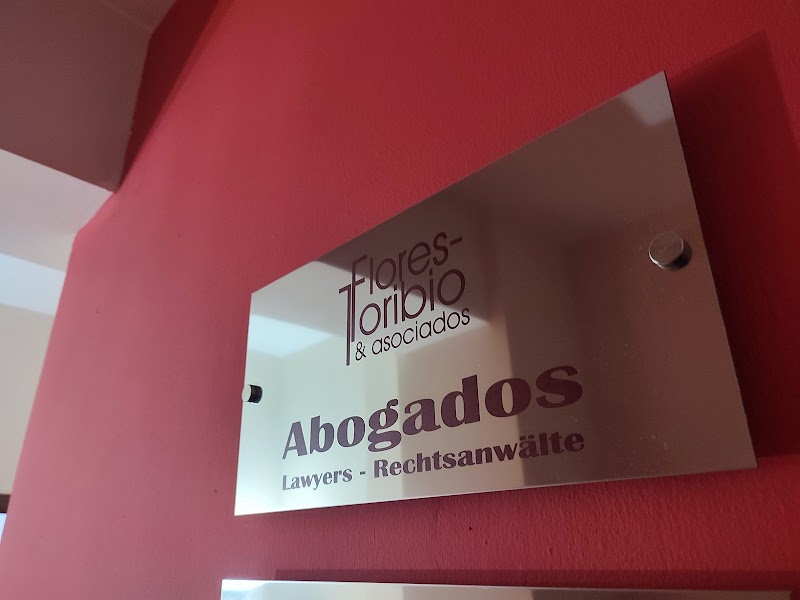 Flores-
Toribio
& asociados
Abogados
Lawyers - Rechtsanwälte